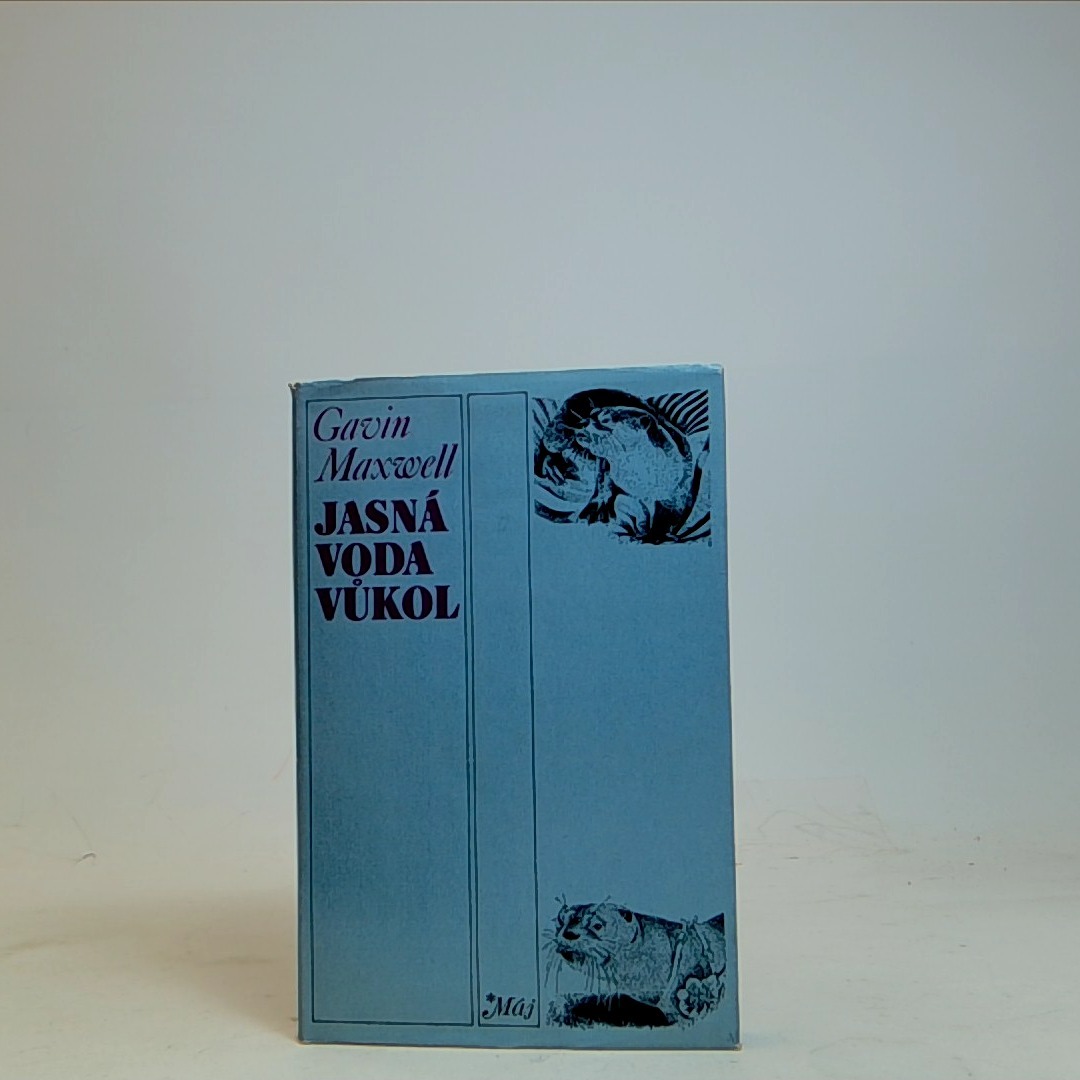 Gavin
Maxwell
JASNÁ
VODA
VŮKOL
*Máj